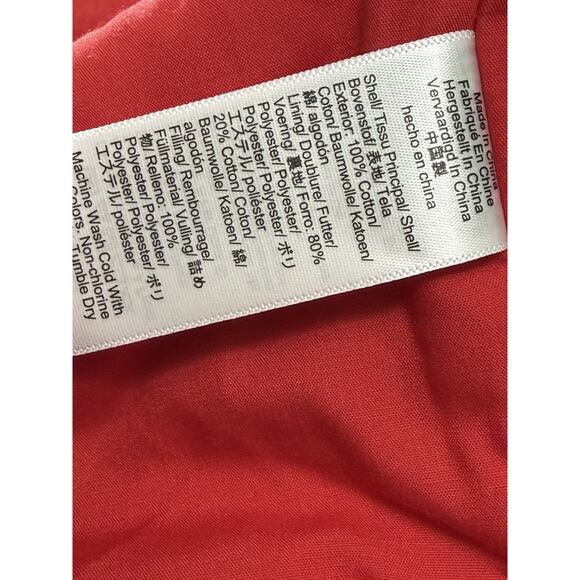 Made In China
Fabriqué En Chine
Hergestellt In China
Vervaardigd In China
中国製
hecho en china
Shell/ Tissu Principal/ Shell/
Bovenstof/ 表地/ Tela
Exterior: 100% Cotton/
Coton/ Baumwolle/ Katoen/
綿/ algodón
Lining/ Doublure/ Futter/
Voering/ 裏地/ Forro: 80%
Polyester/ Polyester/
Polyester/ Polyester/ ポリ
エステル/ poliéster
20% Cotton/ Coton/
Baumwolle/ Katoen/ 綿/
algodón
Filling/ Rembourrage/
Füllmaterial/ Vulling/ 詰め
物/ Relleno: 100%
Polyester/ Polyester/
Polyester/ Polyester/ ポリ
エステル/ poliéster
Machine Wash Cold With
Colors. Non-chlorine
Tumble Dry